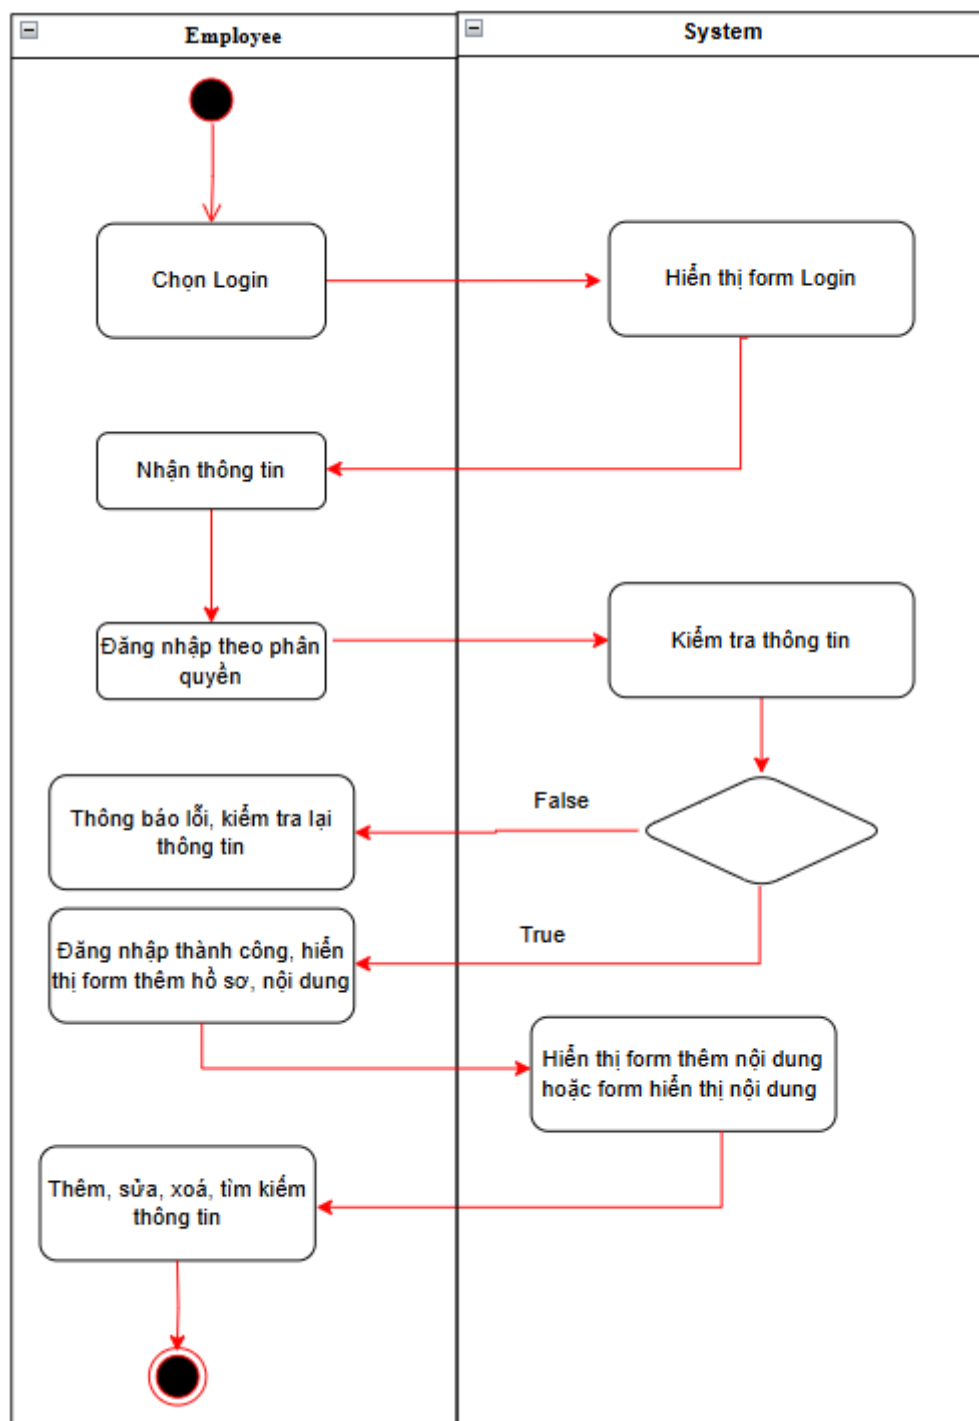 Employee
System
Chọn Login
Hiển thị form Login
Nhận thông tin
Đăng nhập theo phân
quyền
Kiểm tra thông tin
False
Thông báo lỗi, kiểm tra lại
thông tin
True
Đăng nhập thành công, hiển
thị form thêm hồ sơ, nội dung
Hiển thị form thêm nội dung
hoặc form hiển thị nội dung
Thêm, sửa, xoá, tìm kiếm
thông tin